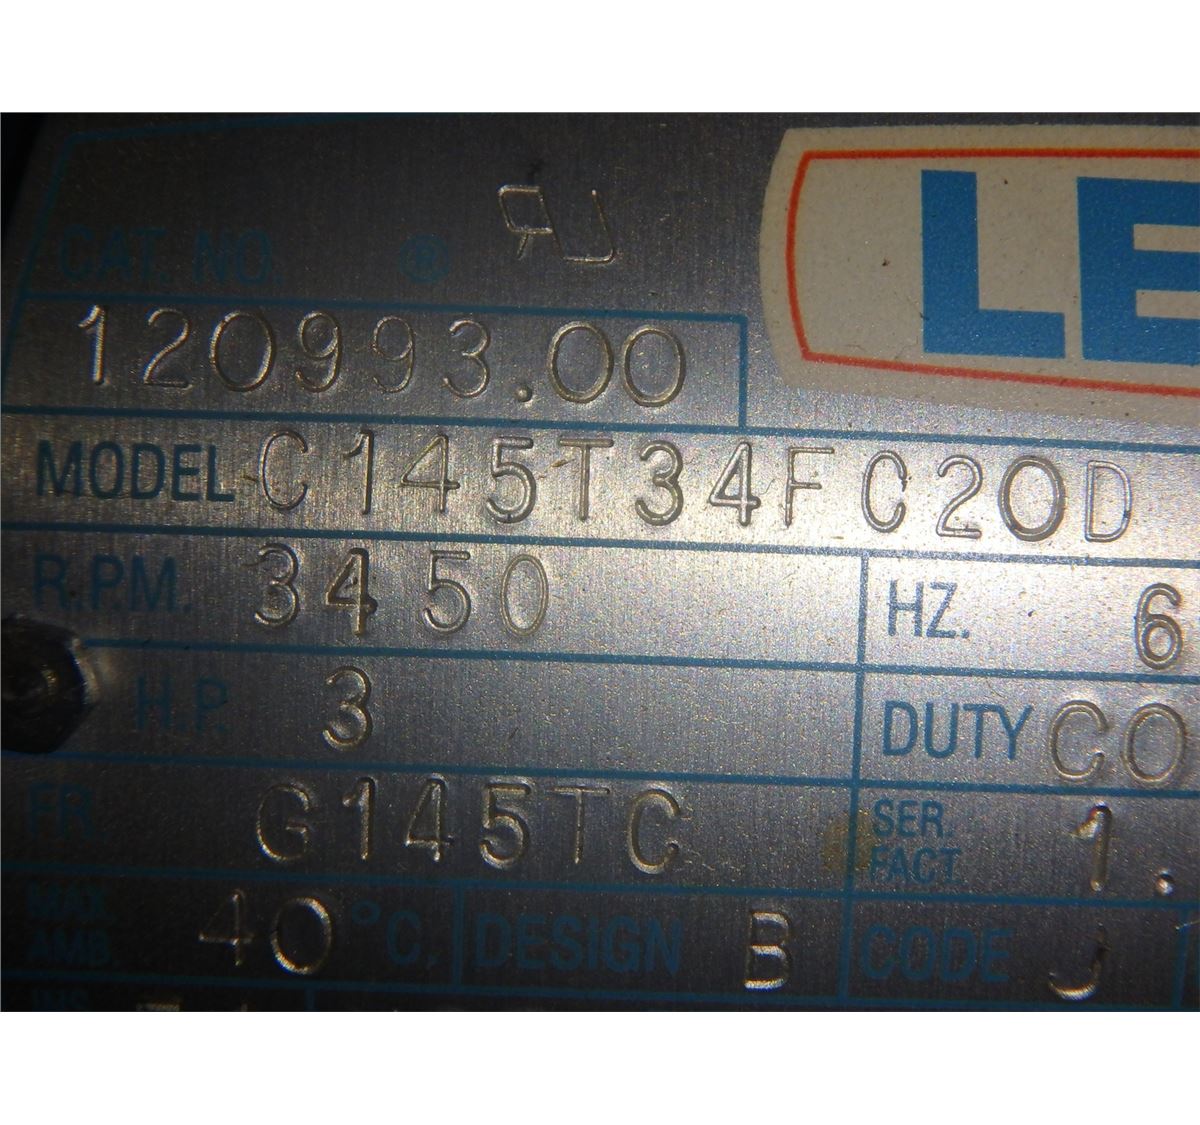 LE
CAT. NO. ® RU
120993.00
MODEL C145T34FC20D
R.P.M. 3450 HZ. 6
H.P. 3 DUTY CO
FR. G145TC SER. FACT. 1.
MAX. AMB. 40 °C. DESIGN B CODE J